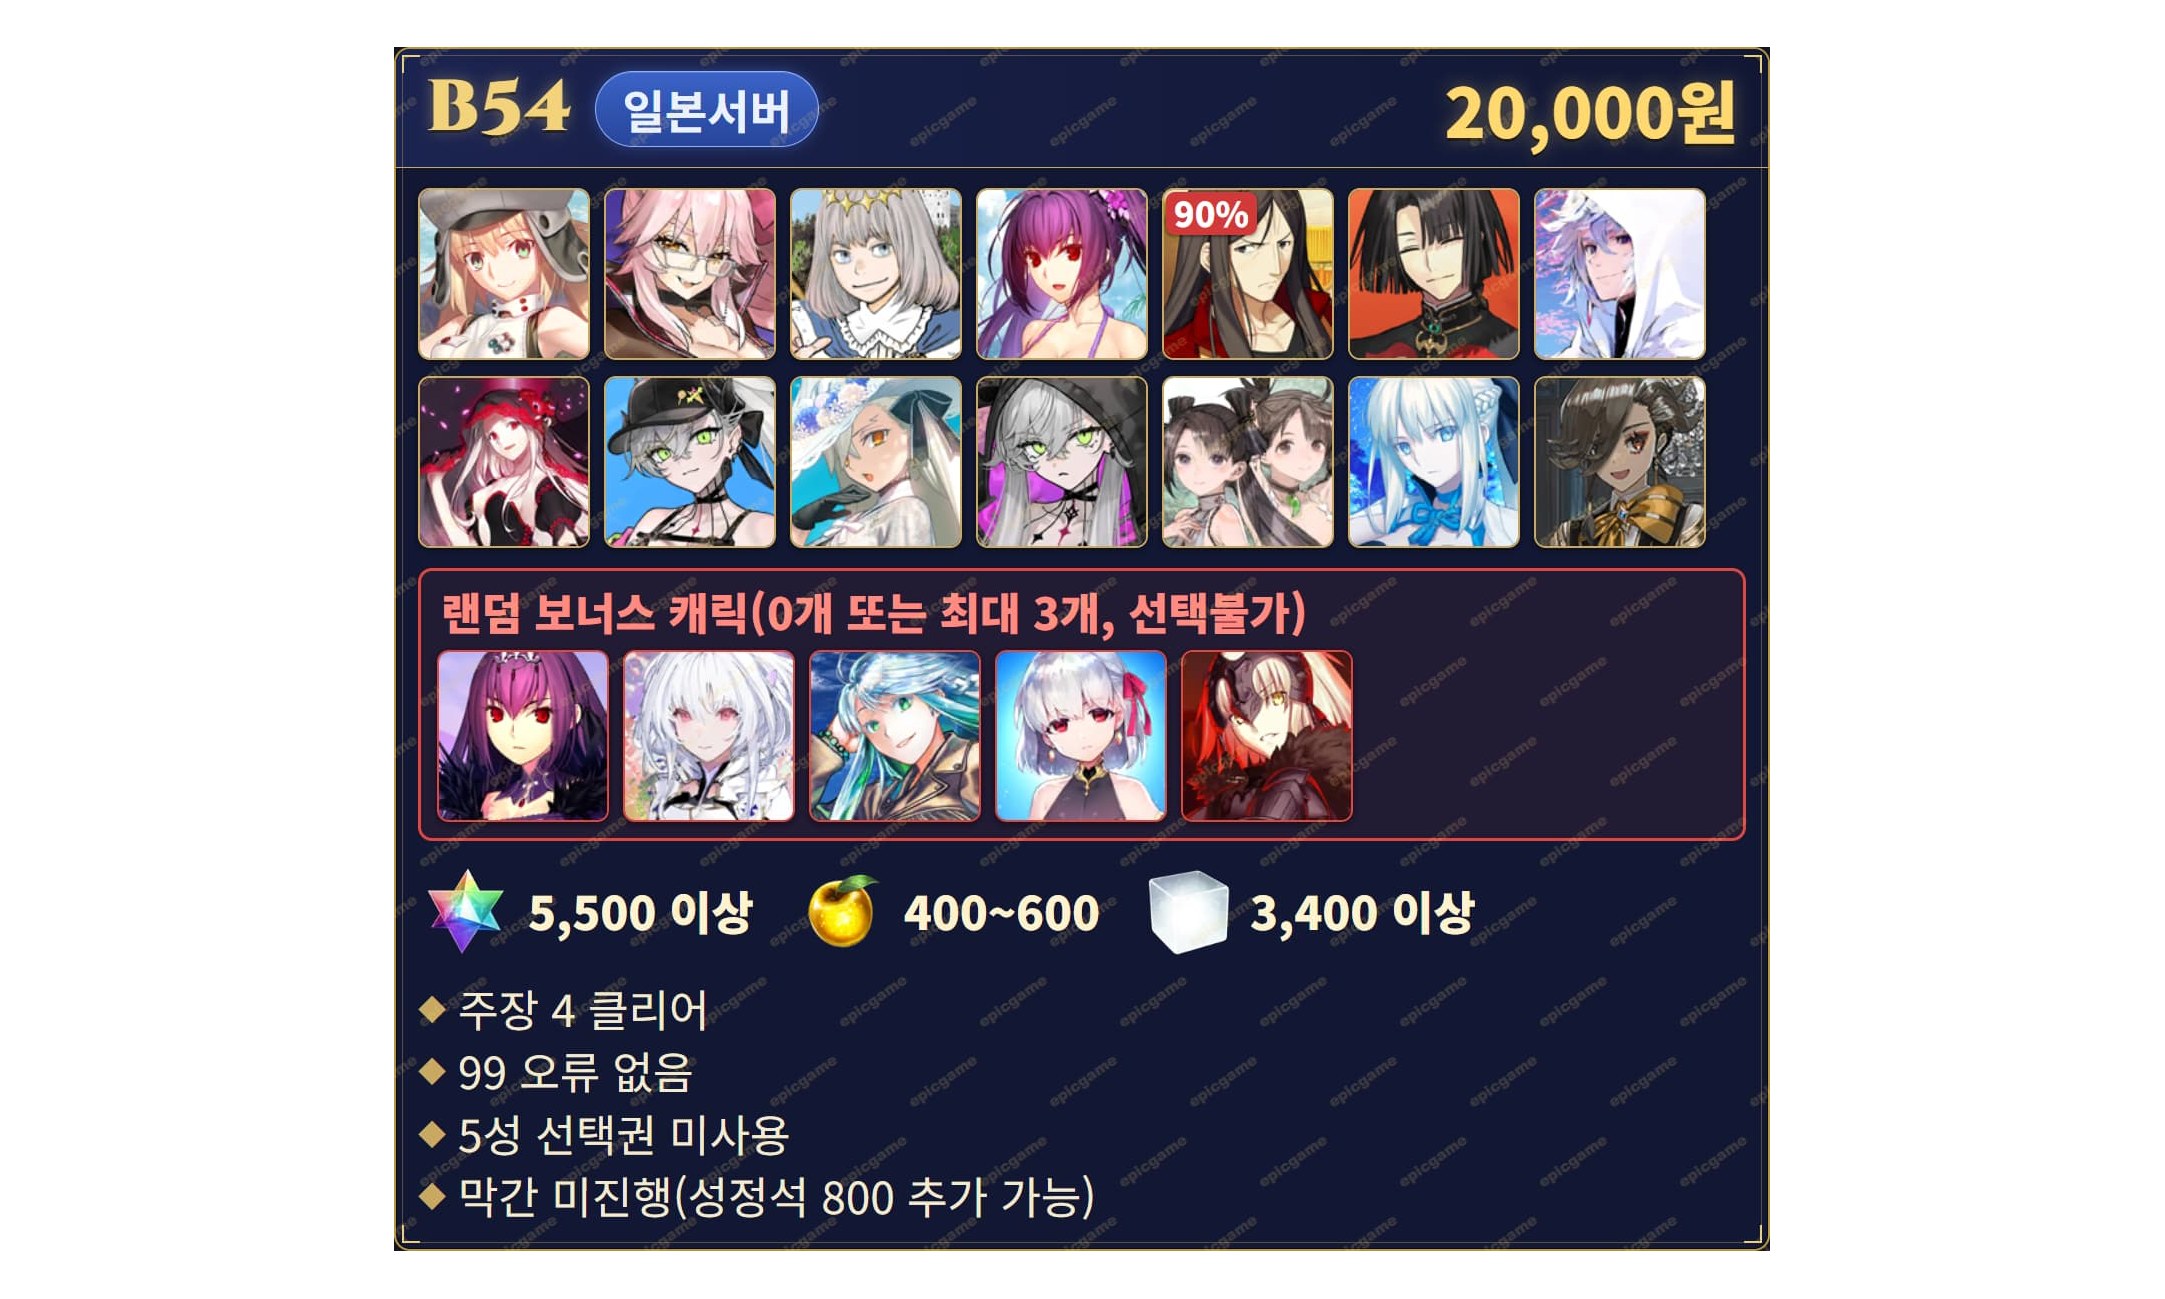 B54 일본서버 20,000원
90%
랜덤 보너스 캐릭(0개 또는 최대 3개, 선택불가)
5,500 이상 400~600 3,400 이상
주장 4 클리어
99 오류 없음
5성 선택권 미사용
막간 미진행(성정석 800 추가 가능)
epicgame